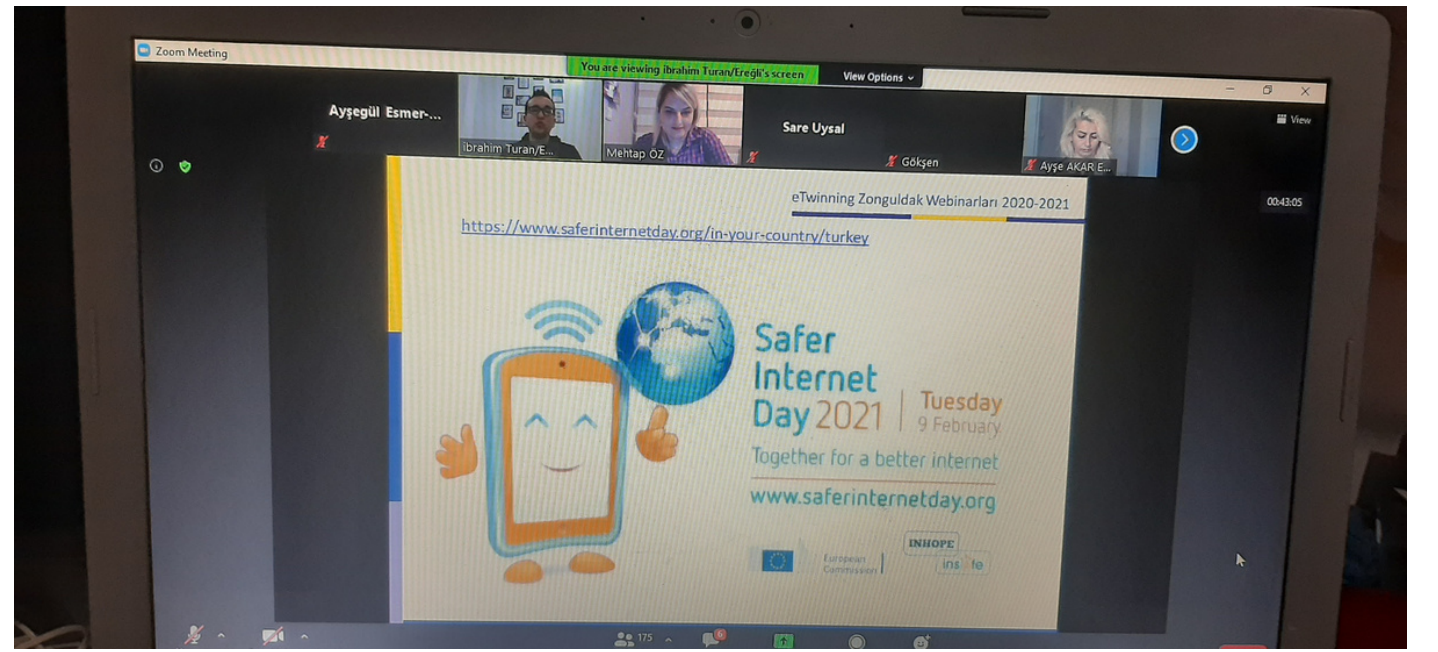 Zoom Meeting
You are viewing ibrahim Turan/Ereğli's screen
View Options
View
Ayşegül Esmer-...
ibrahim Turan/E...
Mehtap ÖZ
Sare Uysal
Gökşen
Ayşe AKAR E...
00:43:05
eTwinning Zonguldak Webinarları 2020-2021
https://www.saferinternetday.org/in-your-country/turkey
Safer
Internet
Day 2021
Tuesday
9 February
Together for a better internet
www.saferinternetday.org
European
Commission
INHOPE
ins fe
175
6